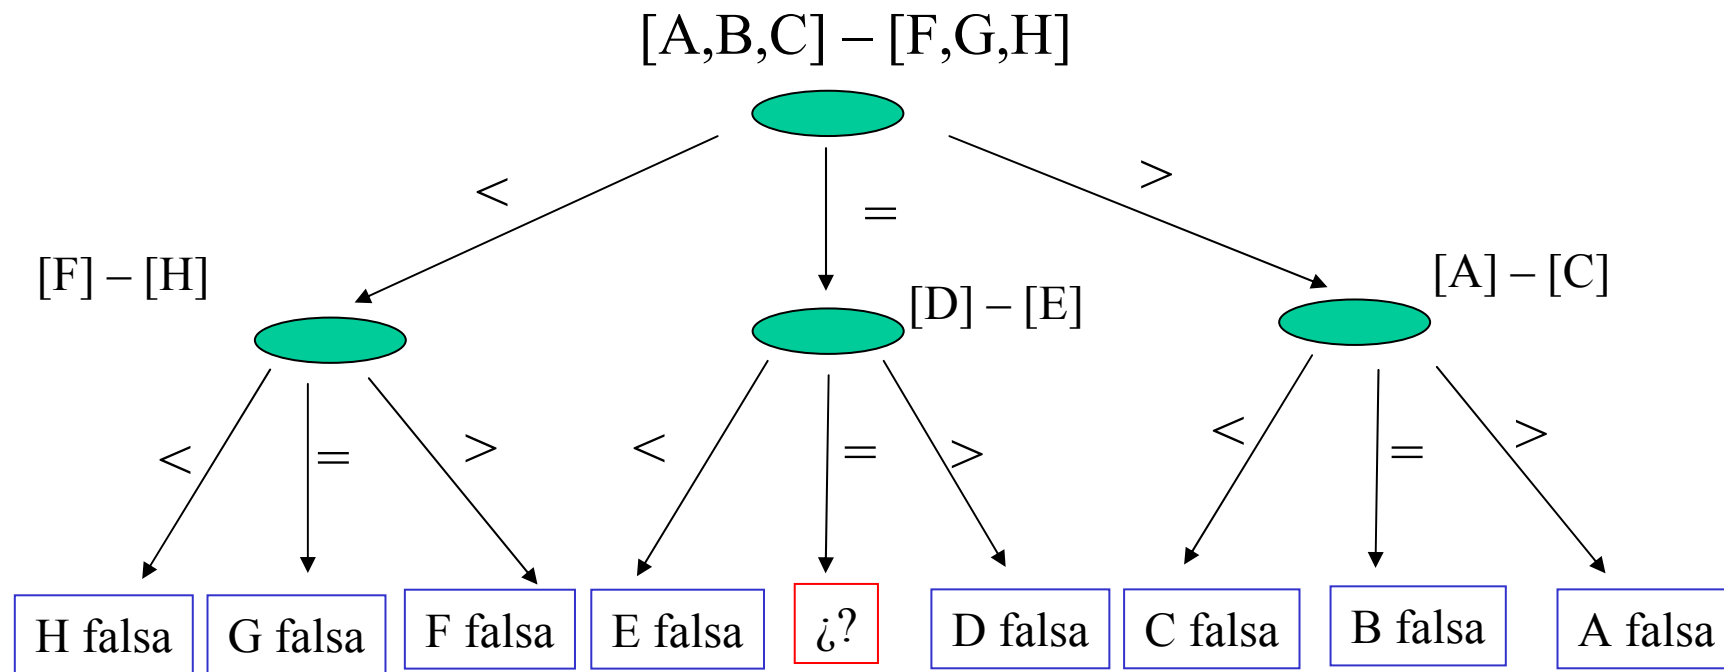 [A,B,C] – [F,G,H]
< = >
[F] – [H]
[D] – [E]
[A] – [C]
< = > < = > < = >
H falsa
G falsa
F falsa
E falsa
¿?
D falsa
C falsa
B falsa
A falsa